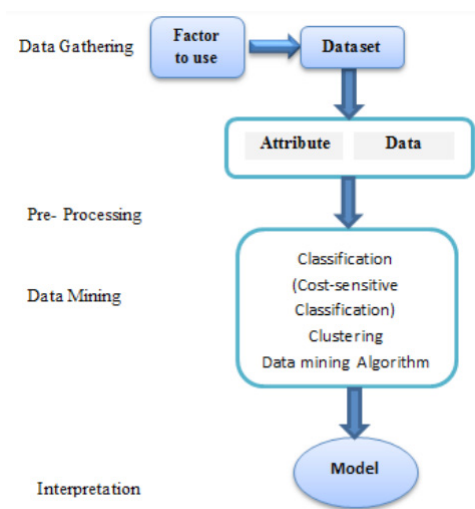 Data Gathering
Factor
to use
Dataset
Attribute Data
Pre- Processing
Data Mining
Classification
(Cost-sensitive
Classification)
Clustering
Data mining Algorithm
Model
Interpretation